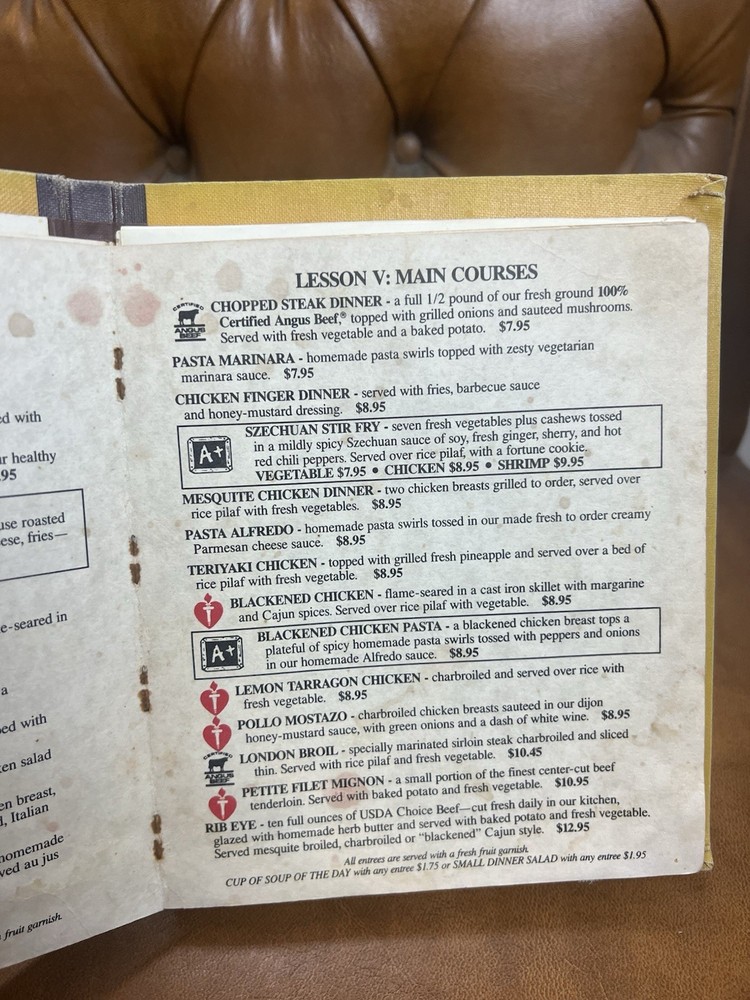 LESSON V: MAIN COURSES
CERTIFIED ANGUS BEEF
CHOPPED STEAK DINNER - a full 1/2 pound of our fresh ground 100%
Certified Angus Beef,® topped with grilled onions and sauteed mushrooms.
Served with fresh vegetable and a baked potato. $7.95
PASTA MARINARA - homemade pasta swirls topped with zesty vegetarian
marinara sauce. $7.95
CHICKEN FINGER DINNER - served with fries, barbecue sauce
and honey-mustard dressing. $8.95
A+
SZECHUAN STIR FRY - seven fresh vegetables plus cashews tossed
in a mildly spicy Szechuan sauce of soy, fresh ginger, sherry, and hot
red chili peppers. Served over rice pilaf, with a fortune cookie.
VEGETABLE $7.95 • CHICKEN $8.95 • SHRIMP $9.95
MESQUITE CHICKEN DINNER - two chicken breasts grilled to order, served over
rice pilaf with fresh vegetables. $8.95
PASTA ALFREDO - homemade pasta swirls tossed in our made fresh to order creamy
Parmesan cheese sauce. $8.95
TERIYAKI CHICKEN - topped with grilled fresh pineapple and served over a bed of
rice pilaf with fresh vegetable. $8.95
BLACKENED CHICKEN - flame-seared in a cast iron skillet with margarine
and Cajun spices. Served over rice pilaf with vegetable. $8.95
A+
BLACKENED CHICKEN PASTA - a blackened chicken breast tops a
plateful of spicy homemade pasta swirls tossed with peppers and onions
in our homemade Alfredo sauce. $8.95
LEMON TARRAGON CHICKEN - charbroiled and served over rice with
fresh vegetable. $8.95
POLLO MOSTAZO - charbroiled chicken breasts sauteed in our dijon
honey-mustard sauce, with green onions and a dash of white wine. $8.95
CERTIFIED ANGUS BEEF
LONDON BROIL - specially marinated sirloin steak charbroiled and sliced
thin. Served with rice pilaf and fresh vegetable. $10.45
PETITE FILET MIGNON - a small portion of the finest center-cut beef
tenderloin. Served with baked potato and fresh vegetable. $10.95
RIB EYE - ten full ounces of USDA Choice Beef—cut fresh daily in our kitchen,
glazed with homemade herb butter and served with baked potato and fresh vegetable.
Served mesquite broiled, charbroiled or "blackened" Cajun style. $12.95
All entrees are served with a fresh fruit garnish.
CUP OF SOUP OF THE DAY with any entree $1.75 or SMALL DINNER SALAD with any entree $1.95
with
healthy
95
roasted
fries—
seared in
a
with
salad
breast,
Italian
homemade
au jus
fruit garnish.